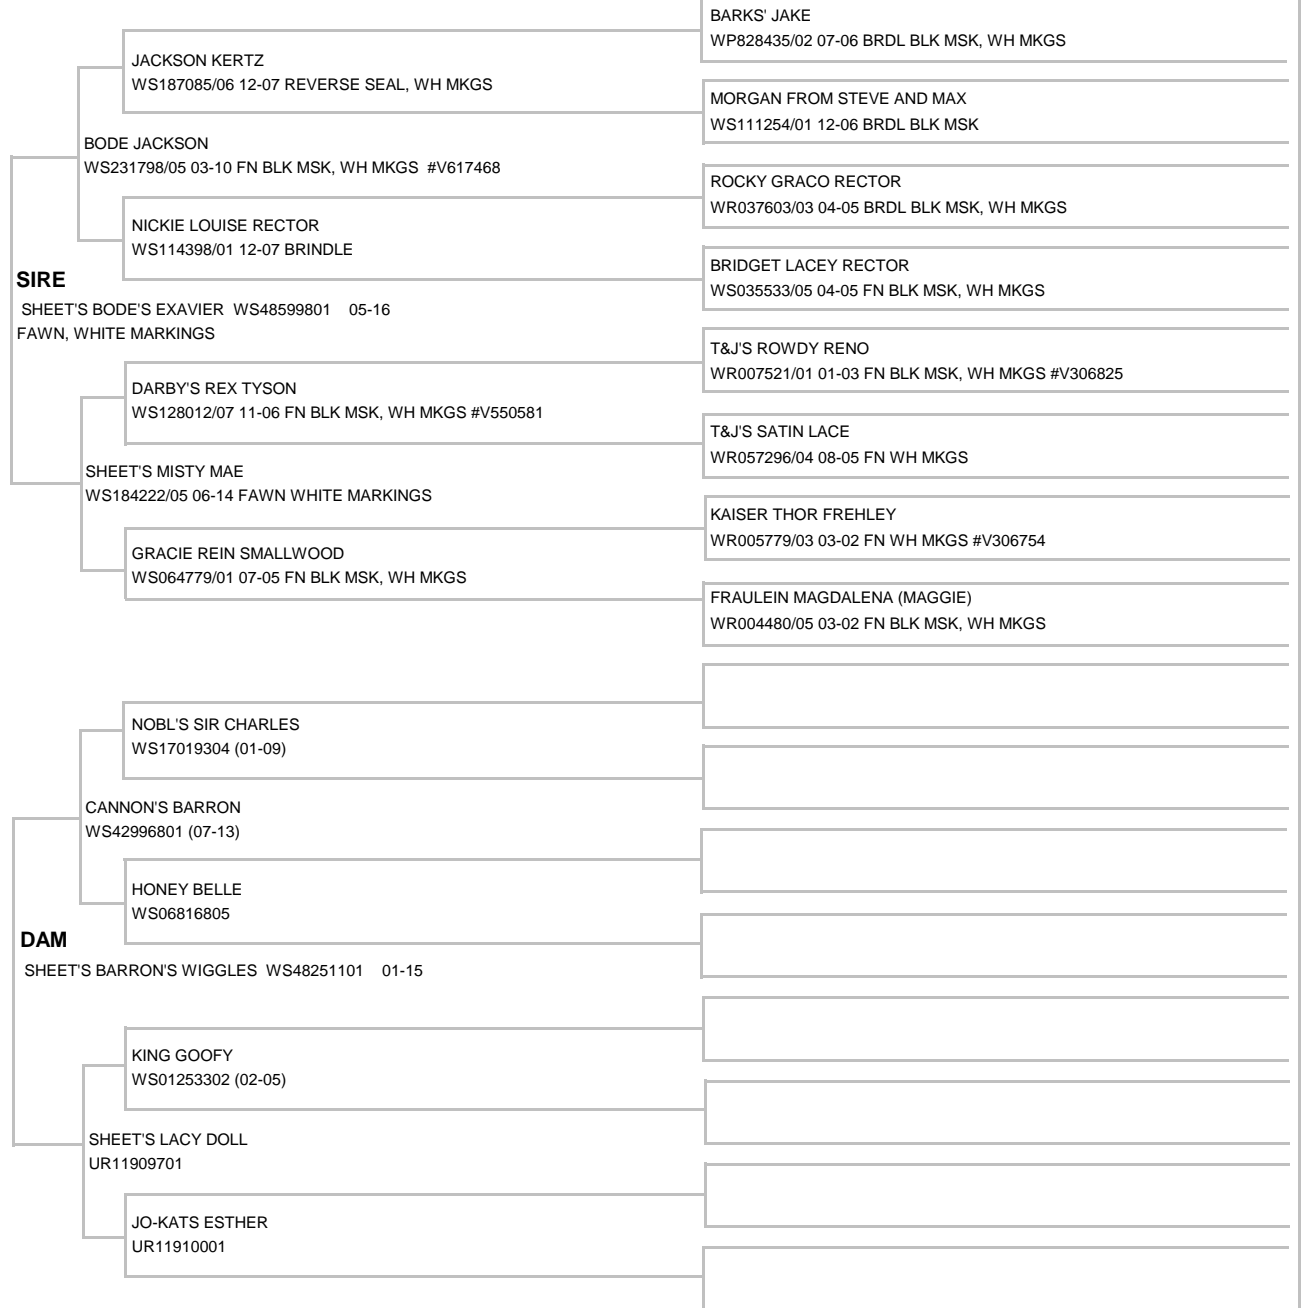 BARKS' JAKE
WP828435/02 07-06 BRDL BLK MSK, WH MKGS
JACKSON KERTZ
WS187085/06 12-07 REVERSE SEAL, WH MKGS
MORGAN FROM STEVE AND MAX
WS111254/01 12-06 BRDL BLK MSK
BODE JACKSON
WS231798/05 03-10 FN BLK MSK, WH MKGS #V617468
ROCKY GRACO RECTOR
WR037603/03 04-05 BRDL BLK MSK, WH MKGS
NICKIE LOUISE RECTOR
WS114398/01 12-07 BRINDLE
BRIDGET LACEY RECTOR
WS035533/05 04-05 FN BLK MSK, WH MKGS
SIRE
SHEET'S BODE'S EXAVIER WS48599801 05-16
FAWN, WHITE MARKINGS
T&J'S ROWDY RENO
WR007521/01 01-03 FN BLK MSK, WH MKGS #V306825
DARBY'S REX TYSON
WS128012/07 11-06 FN BLK MSK, WH MKGS #V550581
T&J'S SATIN LACE
WR057296/04 08-05 FN WH MKGS
SHEET'S MISTY MAE
WS184222/05 06-14 FAWN WHITE MARKINGS
KAISER THOR FREHLEY
WR005779/03 03-02 FN WH MKGS #V306754
GRACIE REIN SMALLWOOD
WS064779/01 07-05 FN BLK MSK, WH MKGS
FRAULEIN MAGDALENA (MAGGIE)
WR004480/05 03-02 FN BLK MSK, WH MKGS
NOBL'S SIR CHARLES
WS17019304 (01-09)
CANNON'S BARRON
WS42996801 (07-13)
HONEY BELLE
WS06816805
DAM
SHEET'S BARRON'S WIGGLES WS48251101 01-15
KING GOOFY
WS01253302 (02-05)
SHEET'S LACY DOLL
UR11909701
JO-KATS ESTHER
UR11910001